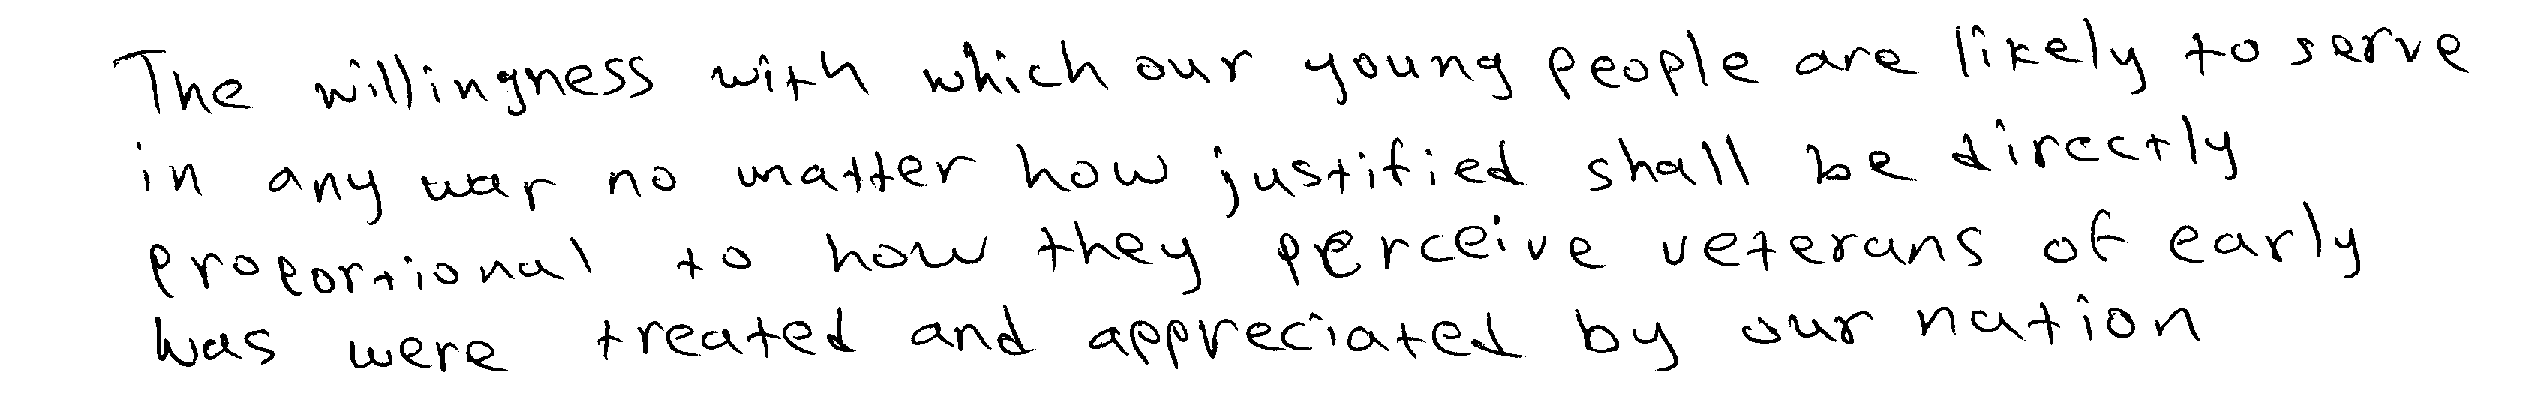 The willingness with which our young people are likely to serve
in any war no matter how justified shall be directly
proportional to how they perceive veterans of early
was were treated and appreciated by our nation